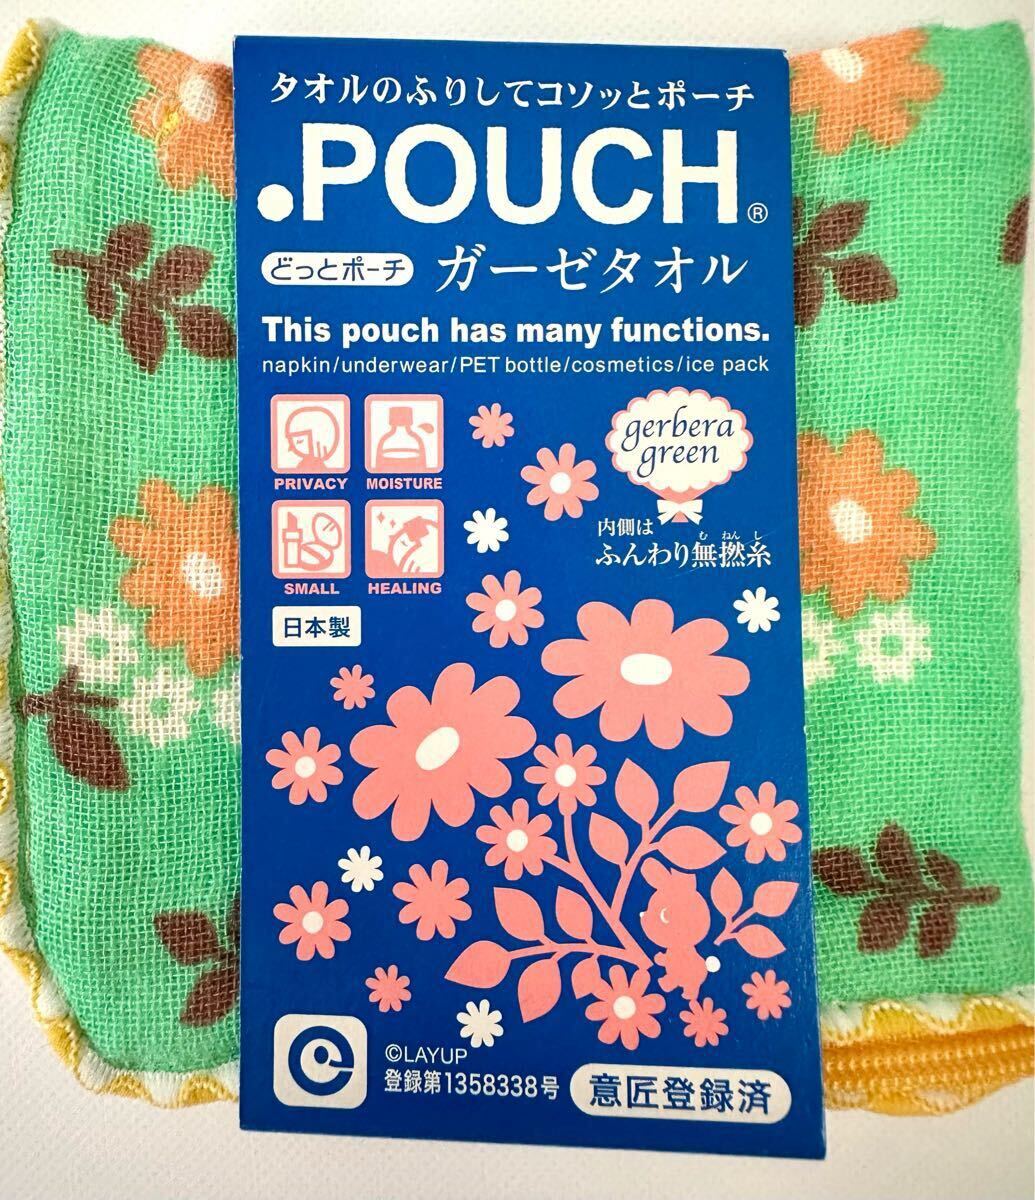 タオルのふりしてコソッとポーチ
.POUCH®
どっとポーチ ガーゼタオル
This pouch has many functions.
napkin/underwear/PET bottle/cosmetics/ice pack
PRIVACY MOISTURE
SMALL HEALING
日本製
gerbera
green
内側は
む ねん し
ふんわり無撚糸
©LAYUP
登録第1358338号
意匠登録済